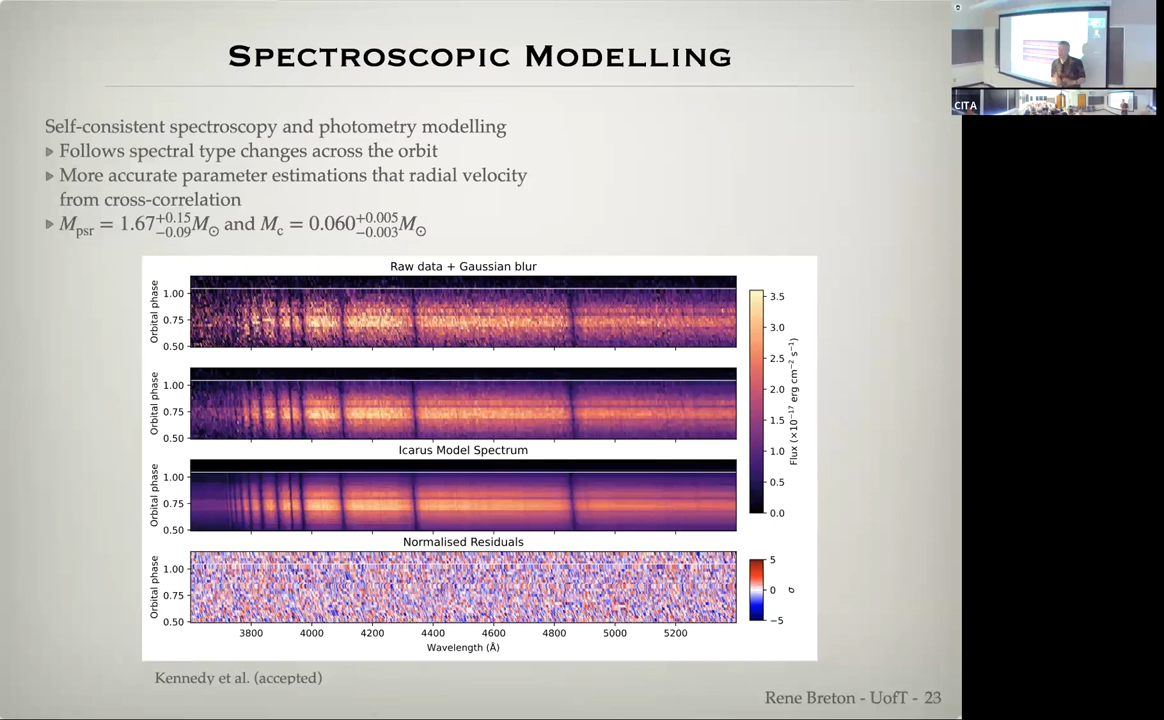 SPECTROSCOPIC MODELLING
CITA
Self-consistent spectroscopy and photometry modelling
Follows spectral type changes across the orbit
More accurate parameter estimations that radial velocity
from cross-correlation
M_psr = 1.67^{+0.15}_{−0.09}M_⊙ and M_c = 0.060^{+0.005}_{−0.003}M_⊙
Raw data + Gaussian blur
Orbital phase
1.00
0.75
0.50
Orbital phase
1.00
0.75
0.50
Icarus Model Spectrum
Orbital phase
1.00
0.75
0.50
Normalised Residuals
Orbital phase
1.00
0.75
0.50
3800 4000 4200 4400 4600 4800 5000 5200
Wavelength (Å)
3.5
3.0
2.5
2.0
1.5
1.0
0.5
0.0
Flux (×10⁻¹⁷ erg cm⁻² s⁻¹)
5
0
−5
σ
Kennedy et al. (accepted)
Rene Breton - UofT - 23